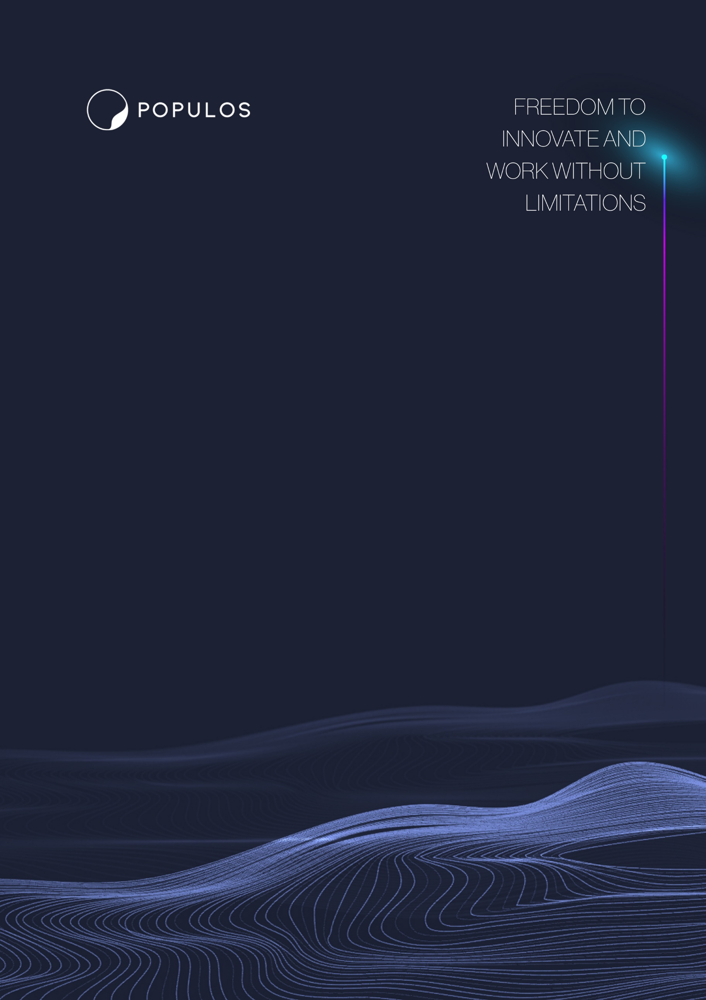 POPULOS
FREEDOM TO
INNOVATE AND
WORK WITHOUT
LIMITATIONS